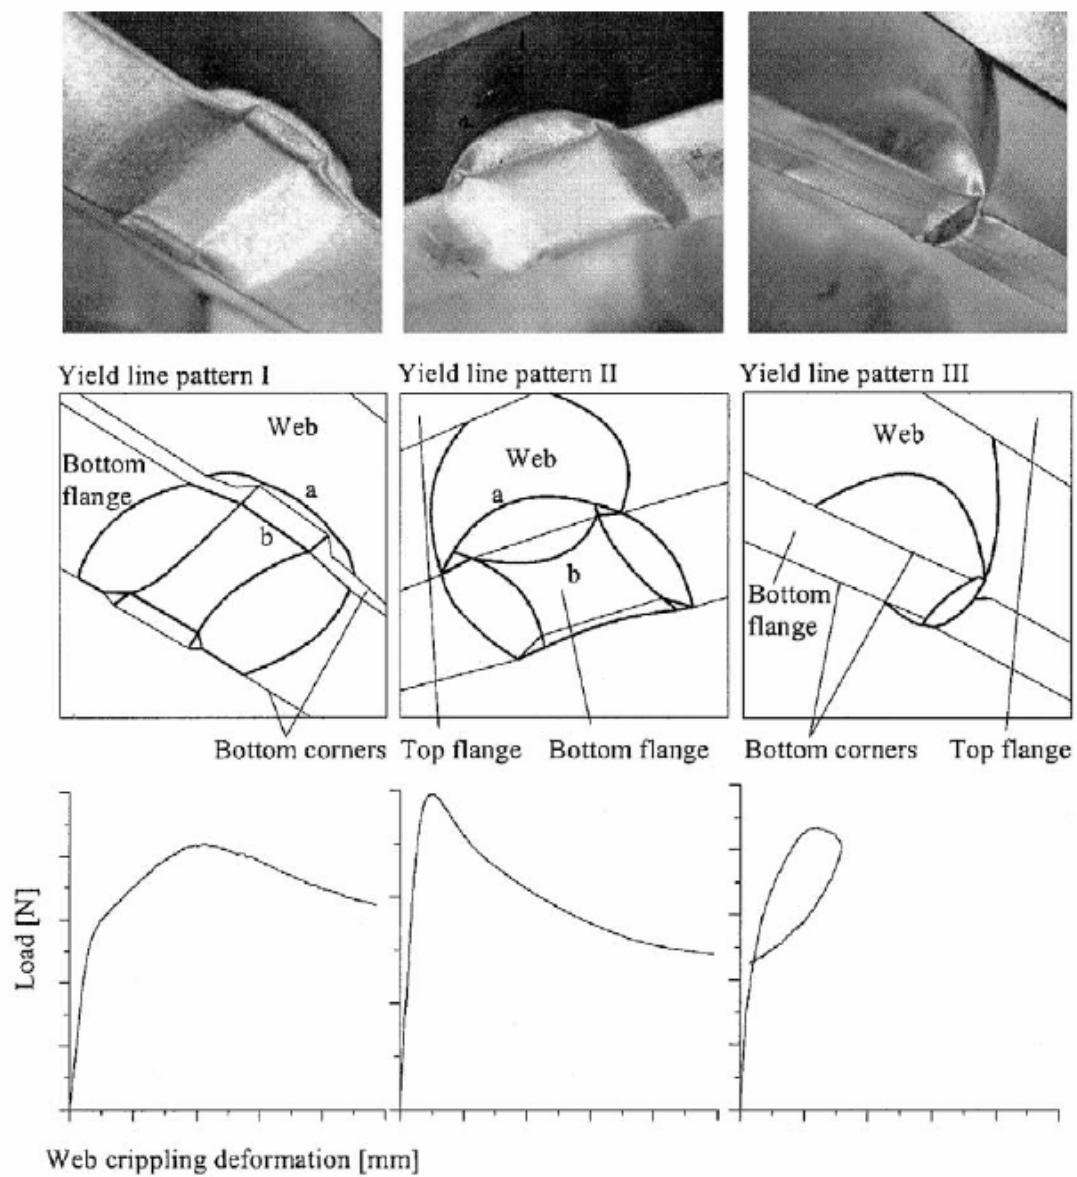 Yield line pattern I
Yield line pattern II
Yield line pattern III
Web
Bottom
flange
a
b
Bottom corners
Web
a
b
Top flange
Bottom flange
Web
Bottom
flange
Bottom corners
Top flange
Load [N]
Web crippling deformation [mm]